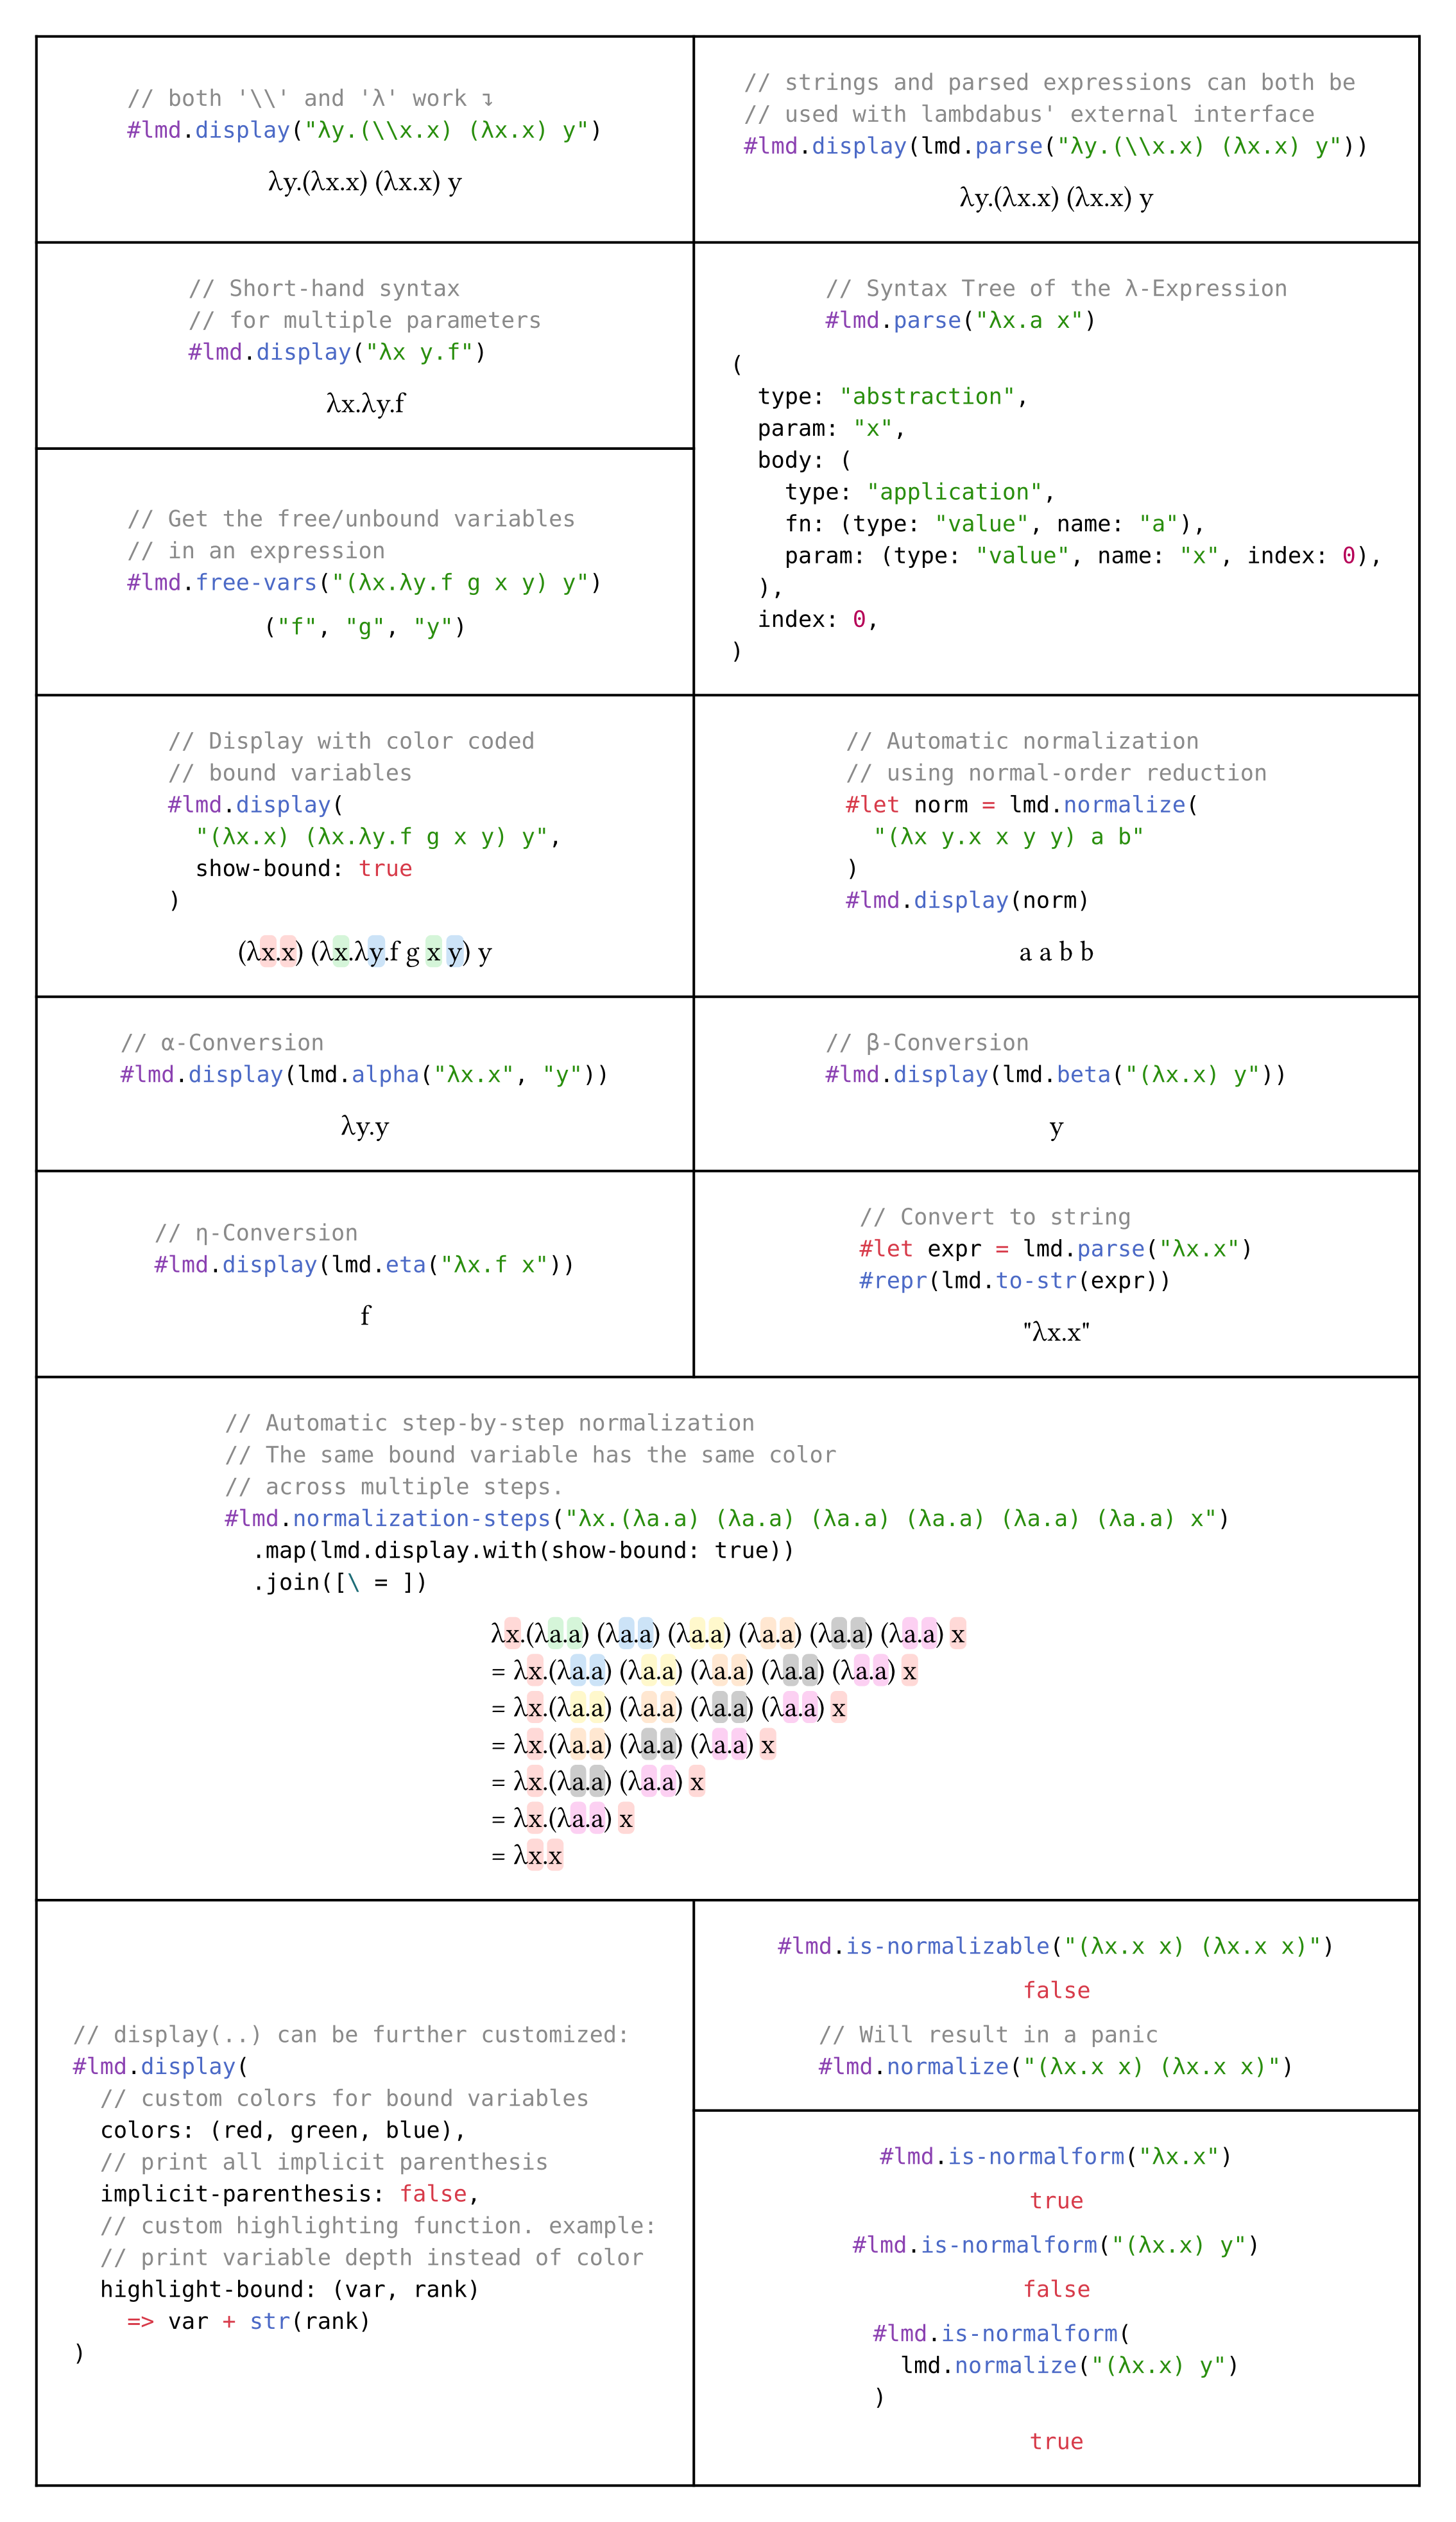 // both '\\' and 'λ' work ↴
#lmd.display("λy.(\\x.x) (λx.x) y")
λy.(λx.x) (λx.x) y
// strings and parsed expressions can both be
// used with lambdabus' external interface
#lmd.display(lmd.parse("λy.(\\x.x) (λx.x) y"))
λy.(λx.x) (λx.x) y
// Short-hand syntax
// for multiple parameters
#lmd.display("λx y.f")
λx.λy.f
// Syntax Tree of the λ-Expression
#lmd.parse("λx.a x")
(
  type: "abstraction",
  param: "x",
  body: (
    type: "application",
    fn: (type: "value", name: "a"),
    param: (type: "value", name: "x", index: 0),
  ),
  index: 0,
)
// Get the free/unbound variables
// in an expression
#lmd.free-vars("(λx.λy.f g x y) y")
("f", "g", "y")
// Display with color coded
// bound variables
#lmd.display(
  "(λx.x) (λx.λy.f g x y) y",
  show-bound: true
)
(λx.x) (λx.λy.f g x y) y
// Automatic normalization
// using normal-order reduction
#let norm = lmd.normalize(
  "(λx y.x x y y) a b"
)
#lmd.display(norm)
a a b b
// α-Conversion
#lmd.display(lmd.alpha("λx.x", "y"))
λy.y
// β-Conversion
#lmd.display(lmd.beta("(λx.x) y"))
y
// η-Conversion
#lmd.display(lmd.eta("λx.f x"))
f
// Convert to string
#let expr = lmd.parse("λx.x")
#repr(lmd.to-str(expr))
"λx.x"
// Automatic step-by-step normalization
// The same bound variable has the same color
// across multiple steps.
#lmd.normalization-steps("λx.(λa.a) (λa.a) (λa.a) (λa.a) (λa.a) (λa.a) x")
  .map(lmd.display.with(show-bound: true))
  .join([\ = ])
λx.(λa.a) (λa.a) (λa.a) (λa.a) (λa.a) (λa.a) x
= λx.(λa.a) (λa.a) (λa.a) (λa.a) (λa.a) x
= λx.(λa.a) (λa.a) (λa.a) (λa.a) x
= λx.(λa.a) (λa.a) (λa.a) x
= λx.(λa.a) (λa.a) x
= λx.(λa.a) x
= λx.x
// display(..) can be further customized:
#lmd.display(
  // custom colors for bound variables
  colors: (red, green, blue),
  // print all implicit parenthesis
  implicit-parenthesis: false,
  // custom highlighting function. example:
  // print variable depth instead of color
  highlight-bound: (var, rank)
    => var + str(rank)
)
#lmd.is-normalizable("(λx.x x) (λx.x x)")
false
// Will result in a panic
#lmd.normalize("(λx.x x) (λx.x x)")
#lmd.is-normalform("λx.x")
true
#lmd.is-normalform("(λx.x) y")
false
#lmd.is-normalform(
  lmd.normalize("(λx.x) y")
)
true